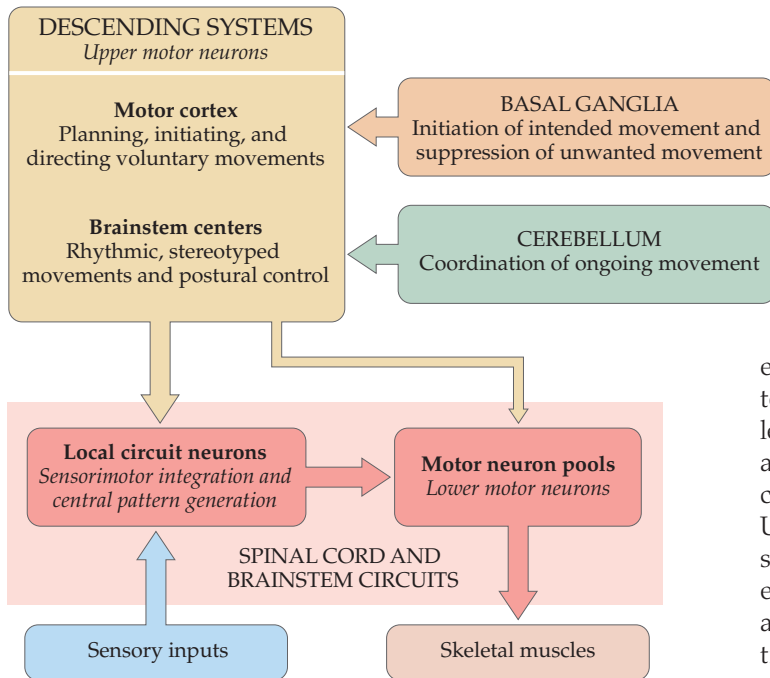 DESCENDING SYSTEMS
Upper motor neurons
Motor cortex
Planning, initiating, and
directing voluntary movements
Brainstem centers
Rhythmic, stereotyped
movements and postural control
BASAL GANGLIA
Initiation of intended movement and
suppression of unwanted movement
CEREBELLUM
Coordination of ongoing movement
Local circuit neurons
Sensorimotor integration and
central pattern generation
Motor neuron pools
Lower motor neurons
SPINAL CORD AND
BRAINSTEM CIRCUITS
Sensory inputs
Skeletal muscles